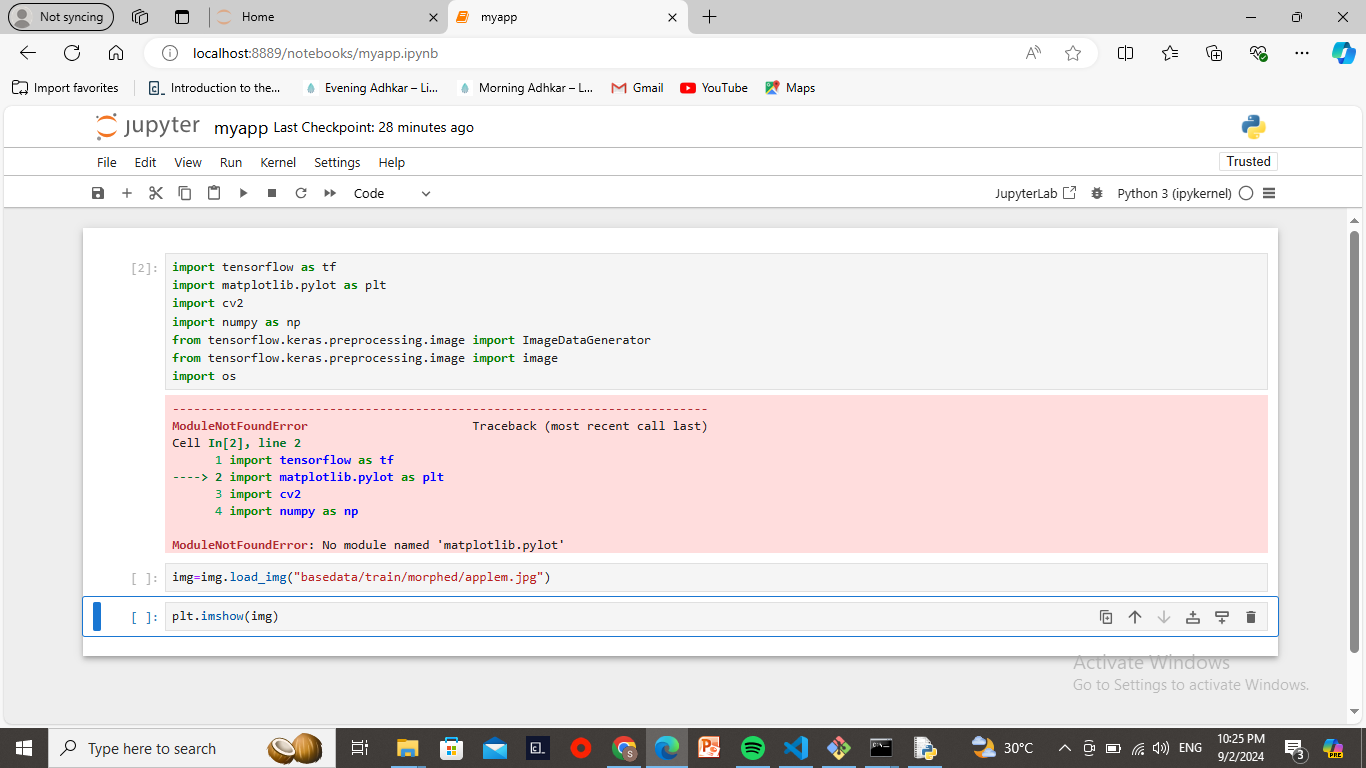 Not syncing
Home
myapp
localhost:8889/notebooks/myapp.ipynb
Import favorites
Introduction to the...
Evening Adhkar – Li...
Morning Adhkar – L...
Gmail
YouTube
Maps
jupyter myapp Last Checkpoint: 28 minutes ago
File Edit View Run Kernel Settings Help
Trusted
Code
JupyterLab
Python 3 (ipykernel)
[2]:
import tensorflow as tf
import matplotlib.pylot as plt
import cv2
import numpy as np
from tensorflow.keras.preprocessing.image import ImageDataGenerator
from tensorflow.keras.preprocessing.image import image
import os
---------------------------------------------------------------------------
ModuleNotFoundError Traceback (most recent call last)
Cell In[2], line 2
1 import tensorflow as tf
----> 2 import matplotlib.pylot as plt
3 import cv2
4 import numpy as np
ModuleNotFoundError: No module named 'matplotlib.pylot'
[ ]: img=img.load_img("basedata/train/morphed/applem.jpg")
[ ]: plt.imshow(img)
Activate Windows
Go to Settings to activate Windows.
Type here to search
30°C
ENG
10:25 PM
9/2/2024
3
PRE